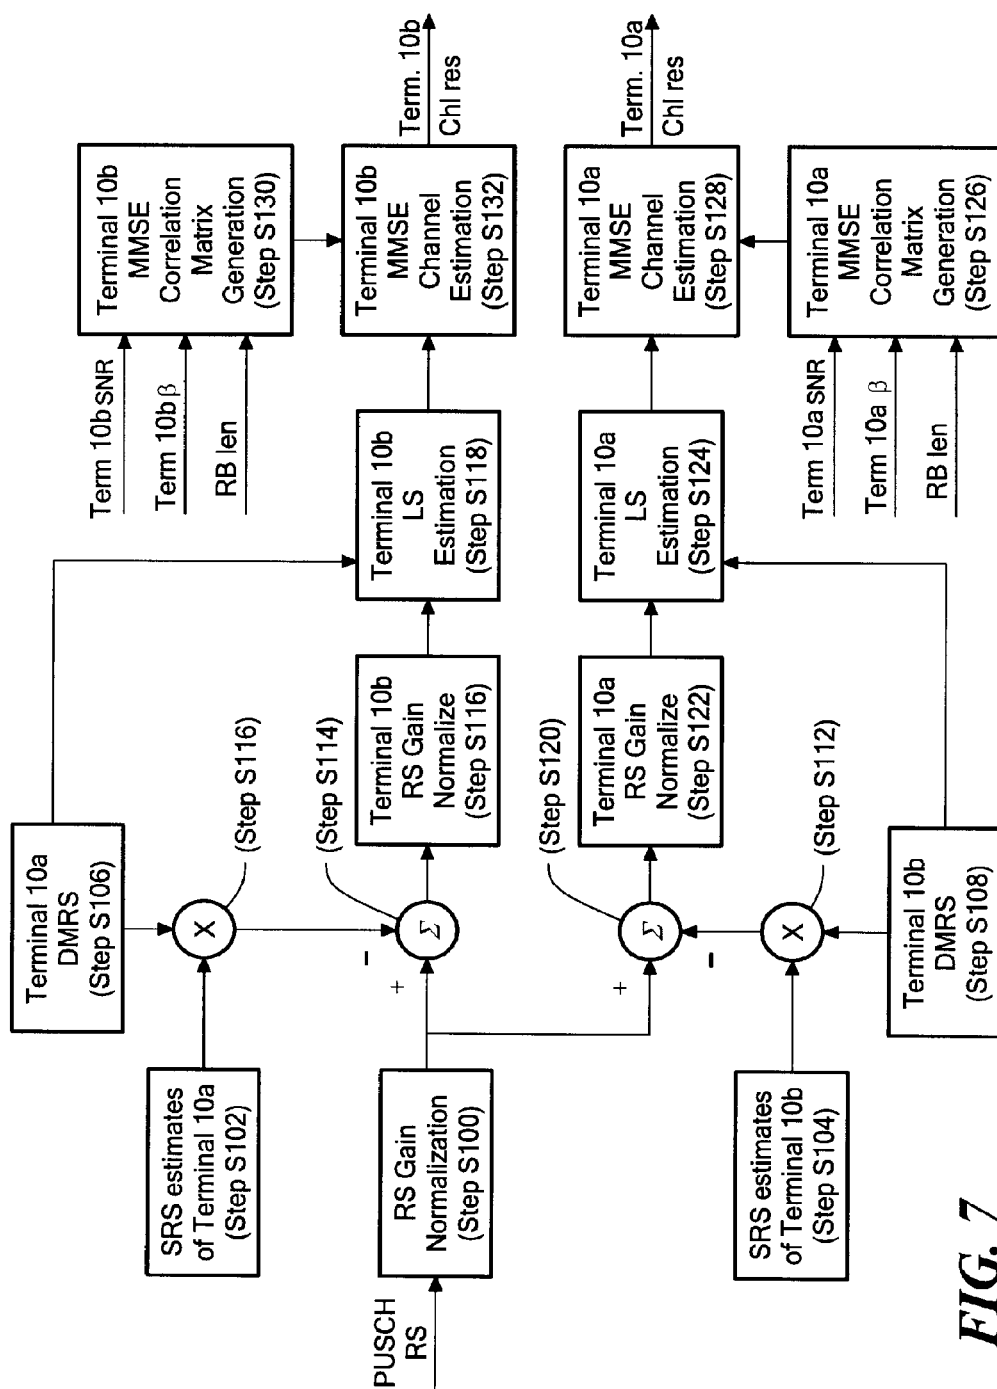 PUSCH
RS
SRS estimates
of Terminal 10a
(Step S102)
RS Gain
Normalization
(Step S100)
SRS estimates
of Terminal 10b
(Step S104)
Terminal 10a
DMRS
(Step S106)
X
(Step S116)
(Step S114)
−
+
Σ
(Step S120)
+
Σ
−
X
(Step S112)
Terminal 10b
DMRS
(Step S108)
Terminal 10b
RS Gain
Normalize
(Step S116)
Terminal 10a
RS Gain
Normalize
(Step S122)
Terminal 10b
LS
Estimation
(Step S118)
Terminal 10a
LS
Estimation
(Step S124)
Term 10b SNR
Term 10b β
RB len
Terminal 10b
MMSE
Correlation
Matrix
Generation
(Step S130)
Terminal 10b
MMSE
Channel
Estimation
(Step S132)
Term. 10b
Chl res
Terminal 10a
MMSE
Channel
Estimation
(Step S128)
Term. 10a
Chl res
Term 10a SNR
Term 10a β
RB len
Terminal 10a
MMSE
Correlation
Matrix
Generation
(Step S126)
FIG. 7